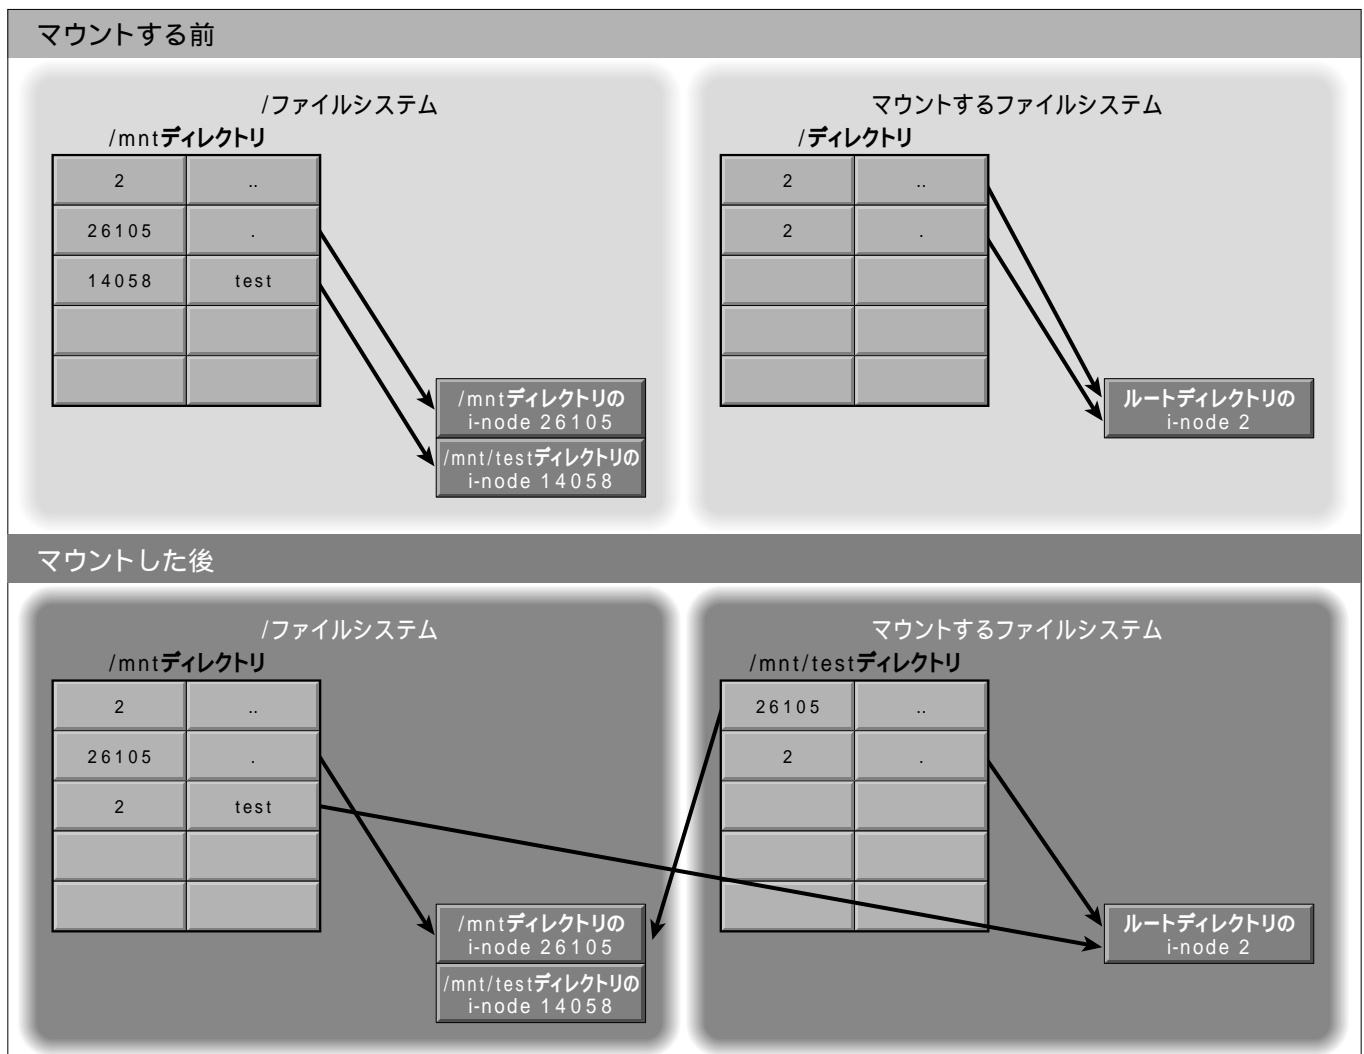 マウントする前
/ファイルシステム
/mntディレクトリ
2 ..
26105 .
14058 test
/mntディレクトリの
i-node 26105
/mnt/testディレクトリの
i-node 14058
マウントするファイルシステム
/ディレクトリ
2 ..
2 .
ルートディレクトリの
i-node 2
マウントした後
/ファイルシステム
/mntディレクトリ
2 ..
26105 .
2 test
/mntディレクトリの
i-node 26105
/mnt/testディレクトリの
i-node 14058
マウントするファイルシステム
/mnt/testディレクトリ
26105 ..
2 .
ルートディレクトリの
i-node 2